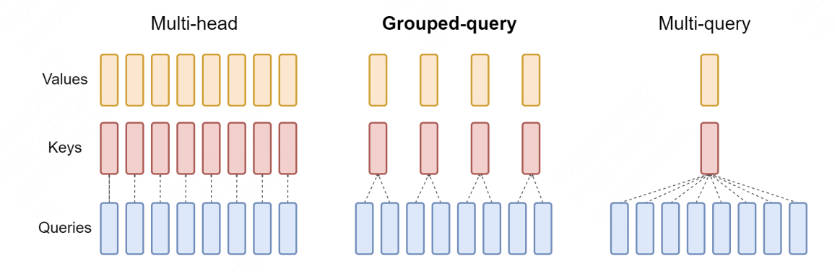 Multi-head
Grouped-query
Multi-query
Values
Keys
Queries